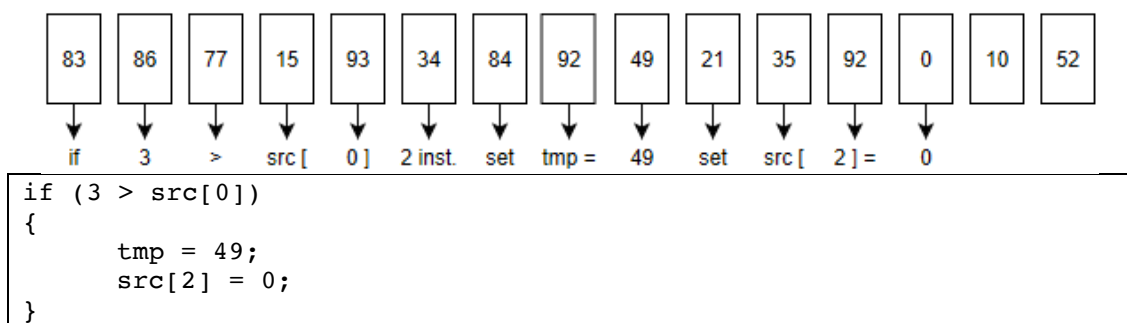 83 86 77 15 93 34 84 92 49 21 35 92 0 10 52
if 3 > src [ 0 ] 2 inst. set tmp = 49 set src [ 2 ] = 0
if (3 > src[0])
{
tmp = 49;
src[2] = 0;
}